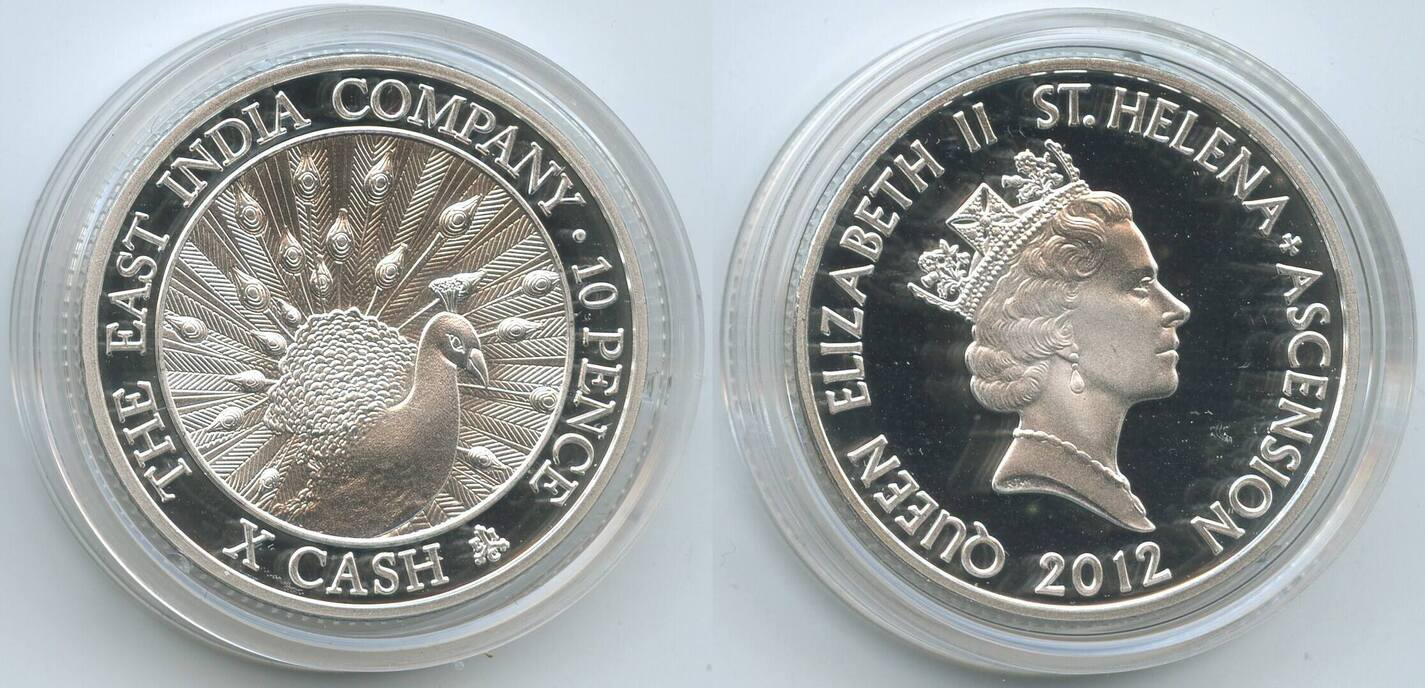 THE EAST INDIA COMPANY · 10 PENCE
X CASH
QUEEN ELIZABETH II ST. HELENA
ASCENSION
2012